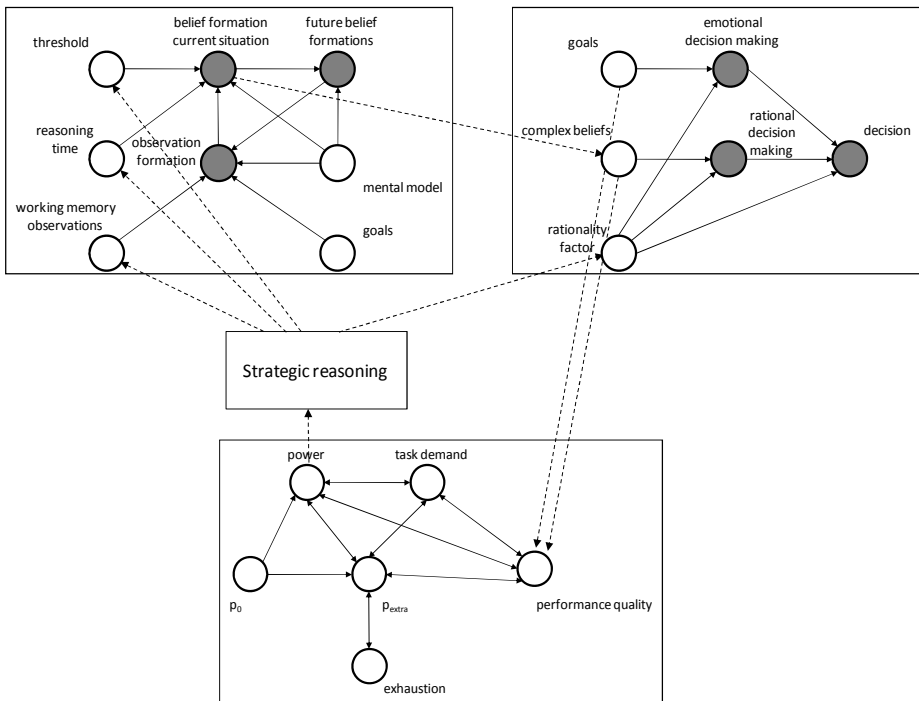 belief formation
current situation
future belief
formations
threshold
reasoning
time
observation
formation
mental model
working memory
observations
goals
emotional
decision making
goals
complex beliefs
rational
decision
making
decision
rationality
factor
Strategic reasoning
power
task demand
p0
pextra
performance quality
exhaustion